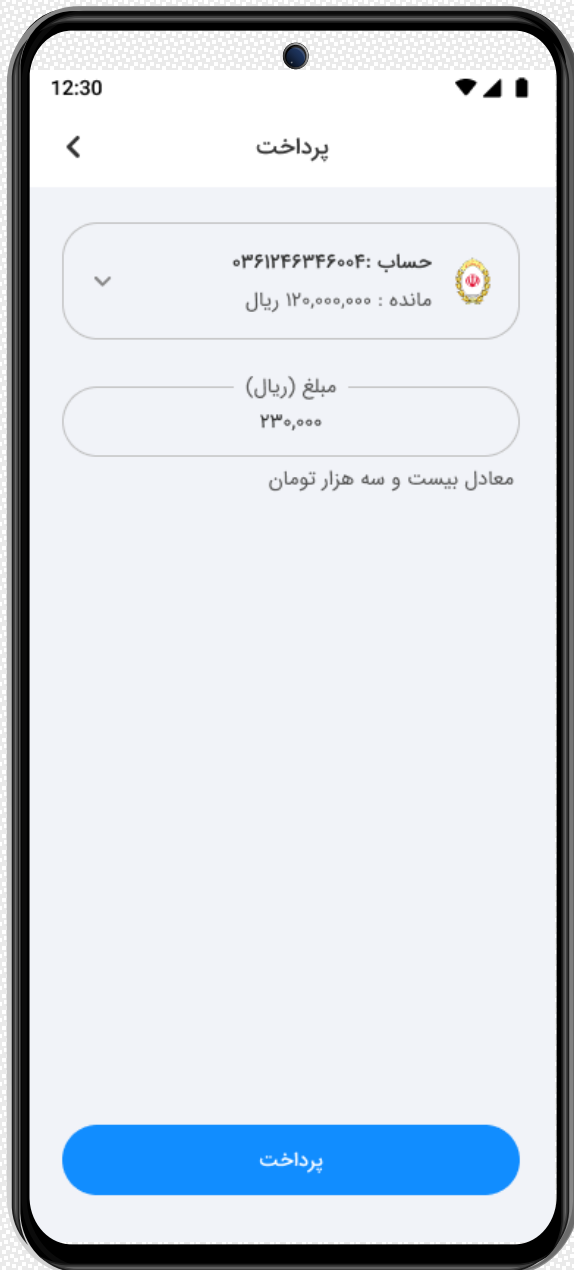 12:30
پرداخت
حساب :۰۳۶۱۲۴۶۳۴۶۰۰۴
مانده : ۱۲۰,۰۰۰,۰۰۰ ریال
مبلغ (ریال)
۲۳۰,۰۰۰
معادل بیست و سه هزار تومان
پرداخت